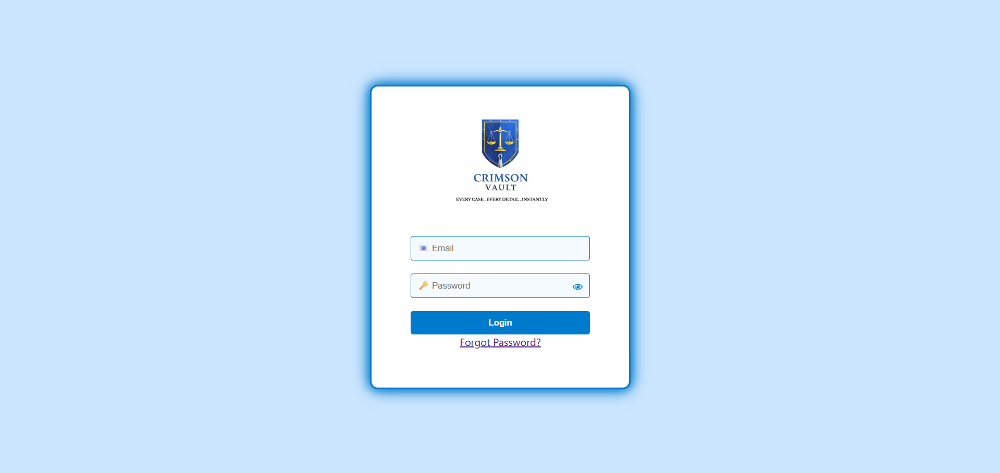 CRIMSON
VAULT
EVERY CASE , EVERY DETAIL , INSTANTLY
Email
Password
Login
Forgot Password?